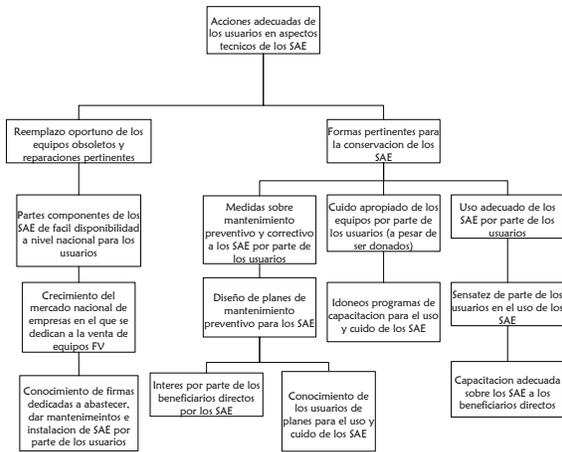 Acciones adecuadas de
los usuarios en aspectos
tecnicos de los SAE
Reemplazo oportuno de los
equipos obsoletos y
reparaciones pertinentes
Formas pertinentes para
la conservacion de los
SAE
Partes componentes de los
SAE de facil disponibilidad
a nivel nacional para los
usuarios
Medidas sobre
mantenimiento
preventivo y correctivo
a los SAE por parte de
los usuarios
Cuido apropiado de los
equipos por parte de
los usuarios (a pesar de
ser donados)
Uso adecuado de los
SAE por parte de los
usuarios
Crecimiento del
mercado nacional de
empresas en el que se
dedican a la venta de
equipos FV
Diseño de planes de
mantenimiento
preventivo para los SAE
Idoneos programas de
capacitacion para el uso
y cuido de los SAE
Sensatez de parte de los
usuarios en el uso de los
SAE
Conocimiento de firmas
dedicadas a abastecer,
dar mantenimeintos e
instalacion de SAE por
parte de los usuarios
Interes por parte de los
beneficiarios directos
por los SAE
Conocimiento de
los usuarios de
planes para el uso y
cuido de los SAE
Capacitacion adecuada
sobre los SAE a los
beneficiarios directos